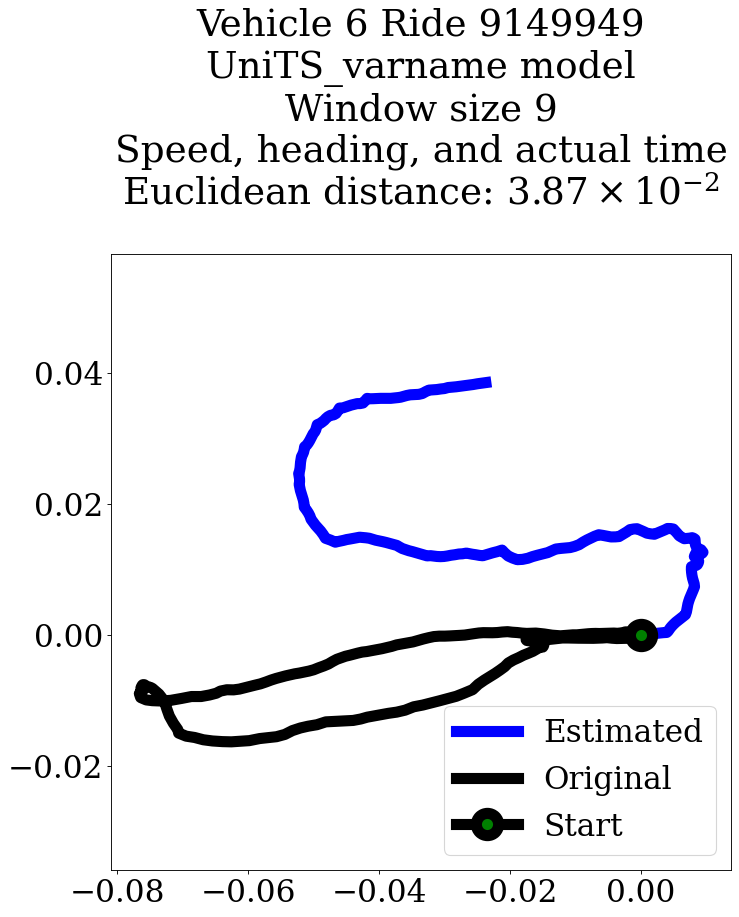 Vehicle 6 Ride 9149949
UniTS_varname model
Window size 9
Speed, heading, and actual time
Euclidean distance: 3.87 × 10⁻²
0.04
0.02
0.00
−0.02
−0.08 −0.06 −0.04 −0.02 0.00
Estimated
Original
Start